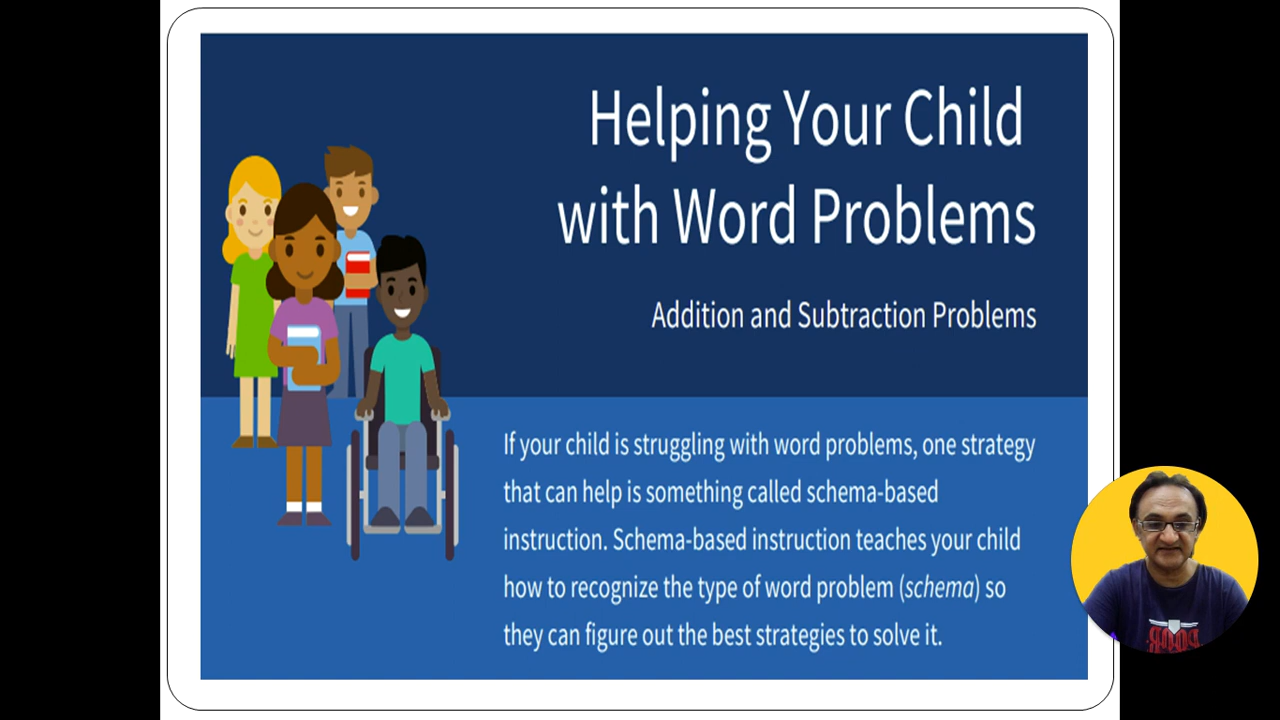 Helping Your Child
with Word Problems
Addition and Subtraction Problems
If your child is struggling with word problems, one strategy
that can help is something called schema-based
instruction. Schema-based instruction teaches your child
how to recognize the type of word problem (schema) so
they can figure out the best strategies to solve it.